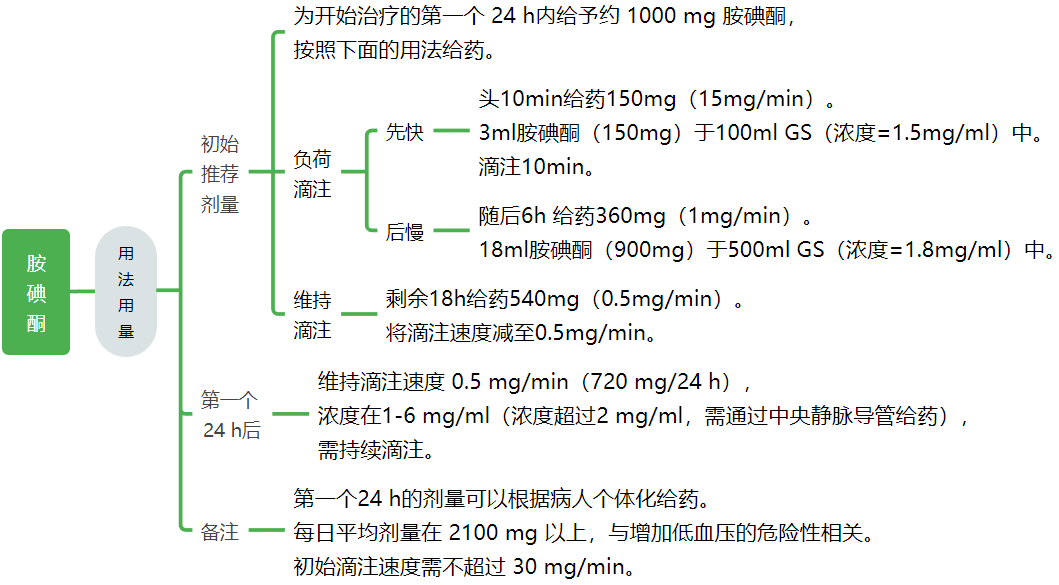 胺
碘
酮
用
法
用
量
初始
推荐
剂量
为开始治疗的第一个 24 h内给予约 1000 mg 胺碘酮，
按照下面的用法给药。
负荷
滴注
先快
头10min给药150mg（15mg/min）。
3ml胺碘酮（150mg）于100ml GS（浓度=1.5mg/ml）中。
滴注10min。
后慢
随后6h 给药360mg（1mg/min）。
18ml胺碘酮（900mg）于500ml GS（浓度=1.8mg/ml）中。
维持
滴注
剩余18h给药540mg（0.5mg/min）。
将滴注速度减至0.5mg/min。
第一个
24 h后
维持滴注速度 0.5 mg/min（720 mg/24 h），
浓度在1-6 mg/ml（浓度超过2 mg/ml，需通过中央静脉导管给药），
需持续滴注。
备注
第一个24 h的剂量可以根据病人个体化给药。
每日平均剂量在 2100 mg 以上，与增加低血压的危险性相关。
初始滴注速度需不超过 30 mg/min。